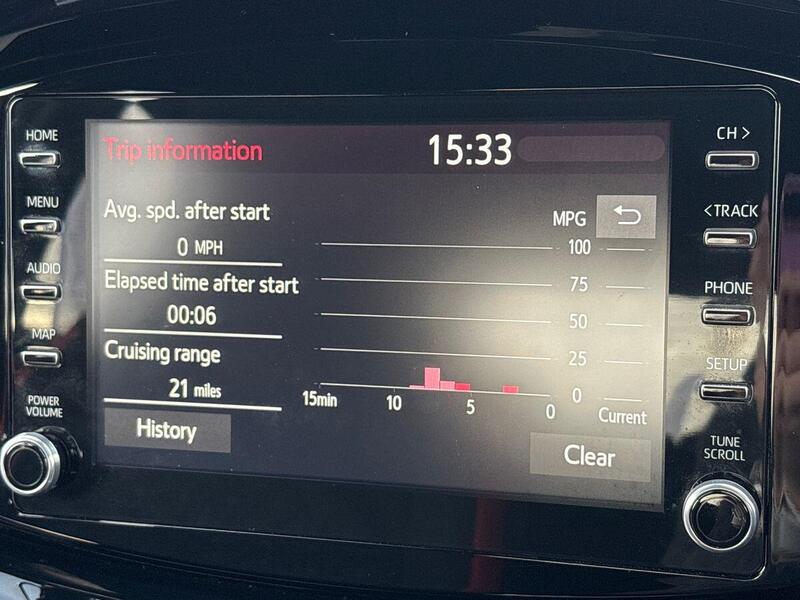 HOME
MENU
AUDIO
MAP
POWER
VOLUME
Trip information
15:33
Avg. spd. after start
0 MPH
Elapsed time after start
00:06
Cruising range
21 miles
History
MPG
100
75
50
25
0
15min
10
5
0
Current
Clear
CH >
<TRACK
PHONE
SETUP
TUNE
SCROLL